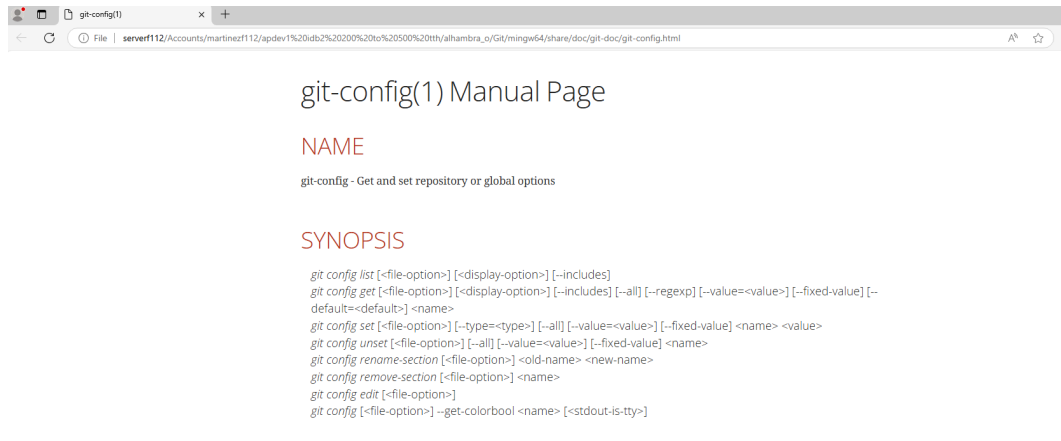 git-config(1)
File | serverf112/Accounts/martinezf112/apdev1%20idb2%20200%20to%20500%20tth/alhambra_o/Git/mingw64/share/doc/git-doc/git-config.html
git-config(1) Manual Page
NAME
git-config - Get and set repository or global options
SYNOPSIS
git config list [<file-option>] [<display-option>] [--includes]
git config get [<file-option>] [<display-option>] [--includes] [--all] [--regexp] [--value=<value>] [--fixed-value] [--
default=<default>] <name>
git config set [<file-option>] [--type=<type>] [--all] [--value=<value>] [--fixed-value] <name> <value>
git config unset [<file-option>] [--all] [--value=<value>] [--fixed-value] <name>
git config rename-section [<file-option>] <old-name> <new-name>
git config remove-section [<file-option>] <name>
git config edit [<file-option>]
git config [<file-option>] --get-colorbool <name> [<stdout-is-tty>]